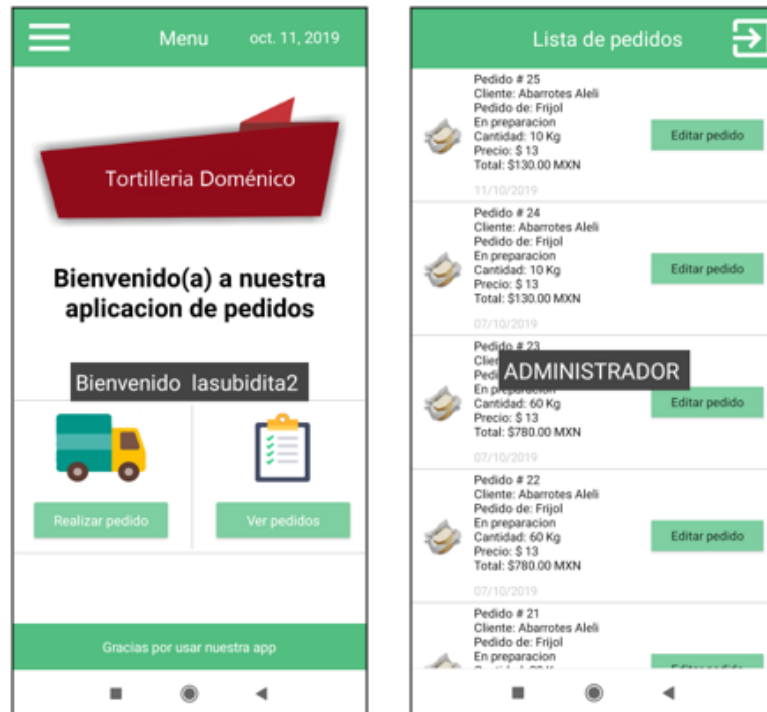 Menu
oct. 11, 2019
Tortilleria Doménico
Bienvenido(a) a nuestra
aplicacion de pedidos
Bienvenido lasubidita2
Realizar pedido
Ver pedidos
Gracias por usar nuestra app
Lista de pedidos
Pedido # 25
Cliente: Abarrotes Aleli
Pedido de: Frijol
En preparacion
Cantidad: 10 Kg
Precio: $ 13
Total: $130.00 MXN
11/10/2019
Editar pedido
Pedido # 24
Cliente: Abarrotes Aleli
Pedido de: Frijol
En preparacion
Cantidad: 10 Kg
Precio: $ 13
Total: $130.00 MXN
07/10/2019
Editar pedido
Pedido # 23
ADMINISTRADOR
Cantidad: 60 Kg
Precio: $ 13
Total: $780.00 MXN
07/10/2019
Editar pedido
Pedido # 22
Cliente: Abarrotes Aleli
Pedido de: Frijol
En preparacion
Cantidad: 60 Kg
Precio: $ 13
Total: $780.00 MXN
07/10/2019
Editar pedido
Pedido # 21
Cliente: Abarrotes Aleli
Pedido de: Frijol
En preparacion